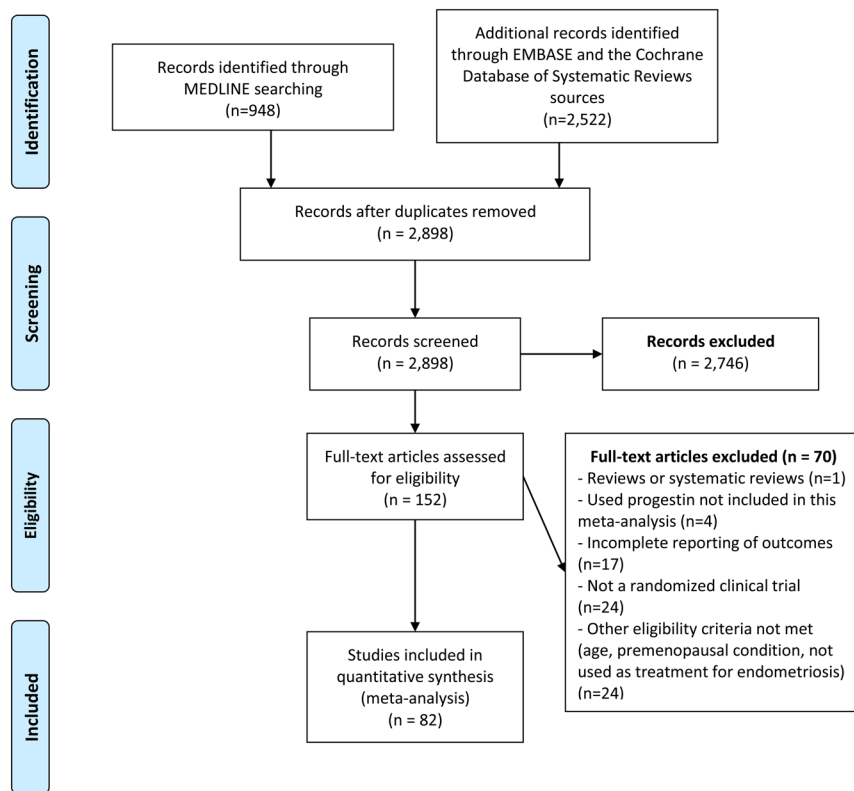 Identification
Records identified through
MEDLINE searching
(n=948)
Additional records identified
through EMBASE and the Cochrane
Database of Systematic Reviews
sources
(n=2,522)
Records after duplicates removed
(n = 2,898)
Screening
Records screened
(n = 2,898)
Records excluded
(n = 2,746)
Eligibility
Full-text articles assessed
for eligibility
(n = 152)
Full-text articles excluded (n = 70)
- Reviews or systematic reviews (n=1)
- Used progestin not included in this
meta-analysis (n=4)
- Incomplete reporting of outcomes
(n=17)
- Not a randomized clinical trial
(n=24)
- Other eligibility criteria not met
(age, premenopausal condition, not
used as treatment for endometriosis)
(n=24)
Included
Studies included in
quantitative synthesis
(meta-analysis)
n = 82)